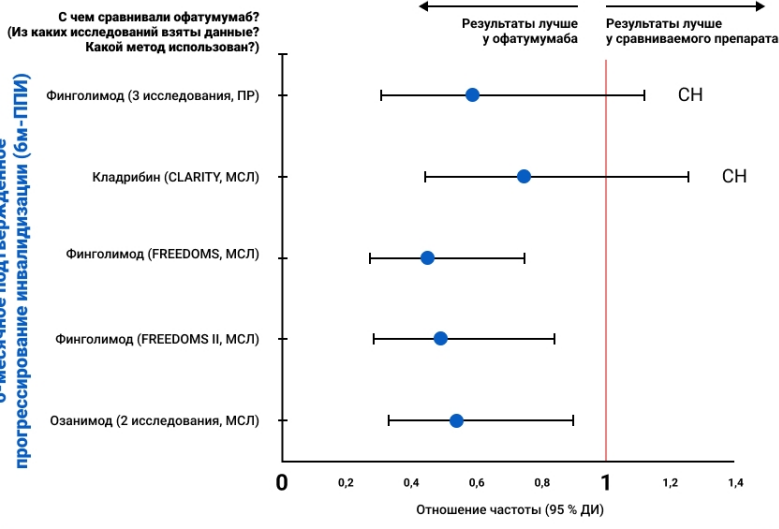 С чем сравнивали офатумумаб?
(Из каких исследований взяты данные?
Какой метод использован?)
Результаты лучше
у офатумумаба
Результаты лучше
у сравниваемого препарата
6-месячное подтвержденное
прогрессирование инвалидизации (6м-ППИ)
Финголимод (3 исследования, ПР)
СН
Кладрибин (CLARITY, МСЛ)
СН
Финголимод (FREEDOMS, МСЛ)
Финголимод (FREEDOMS II, МСЛ)
Озанимод (2 исследования, МСЛ)
0 0,2 0,4 0,6 0,8 1 1,2 1,4
Отношение частоты (95 % ДИ)